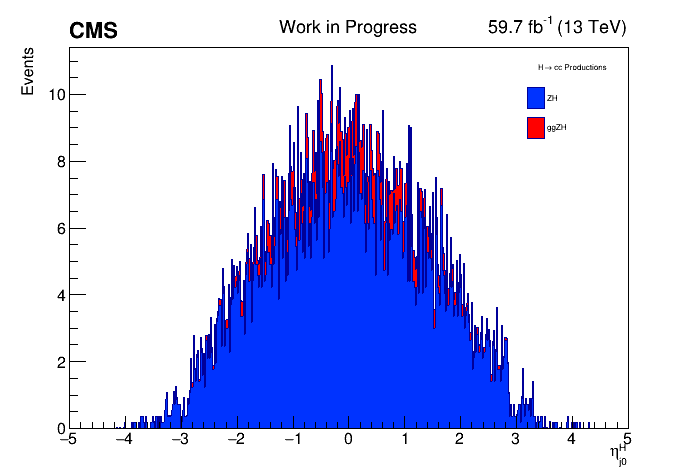 CMS Work in Progress 59.7 fb-1 (13 TeV)
Events
H→cc Productions
ZH
ggZH
10
8
6
4
2
0
−5 −4 −3 −2 −1 0 1 2 3 4 5
η^H_j0